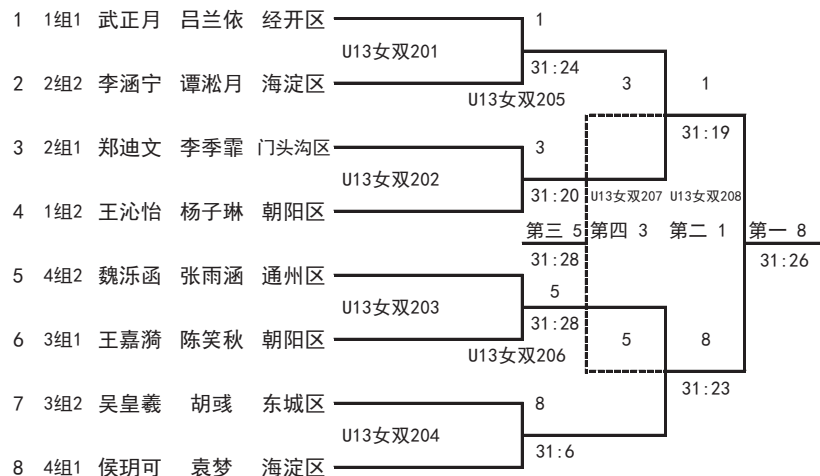 1 1组1 武正月 吕兰依 经开区 1
U13女双201
31:24
2 2组2 李涵宁 谭淞月 海淀区
U13女双205 3 1
31:19
3 2组1 郑迪文 李季霏 门头沟区 3
U13女双202
31:20 U13女双207 U13女双208
4 1组2 王沁怡 杨子琳 朝阳区
第三 5 第四 3 第二 1 第一 8
31:28 31:26
5 4组2 魏泺函 张雨涵 通州区 5
U13女双203
31:28
6 3组1 王嘉漪 陈笑秋 朝阳区
U13女双206 5 8
31:23
7 3组2 吴皇羲 胡彧 东城区 8
U13女双204
31:6
8 4组1 侯玥可 袁梦 海淀区